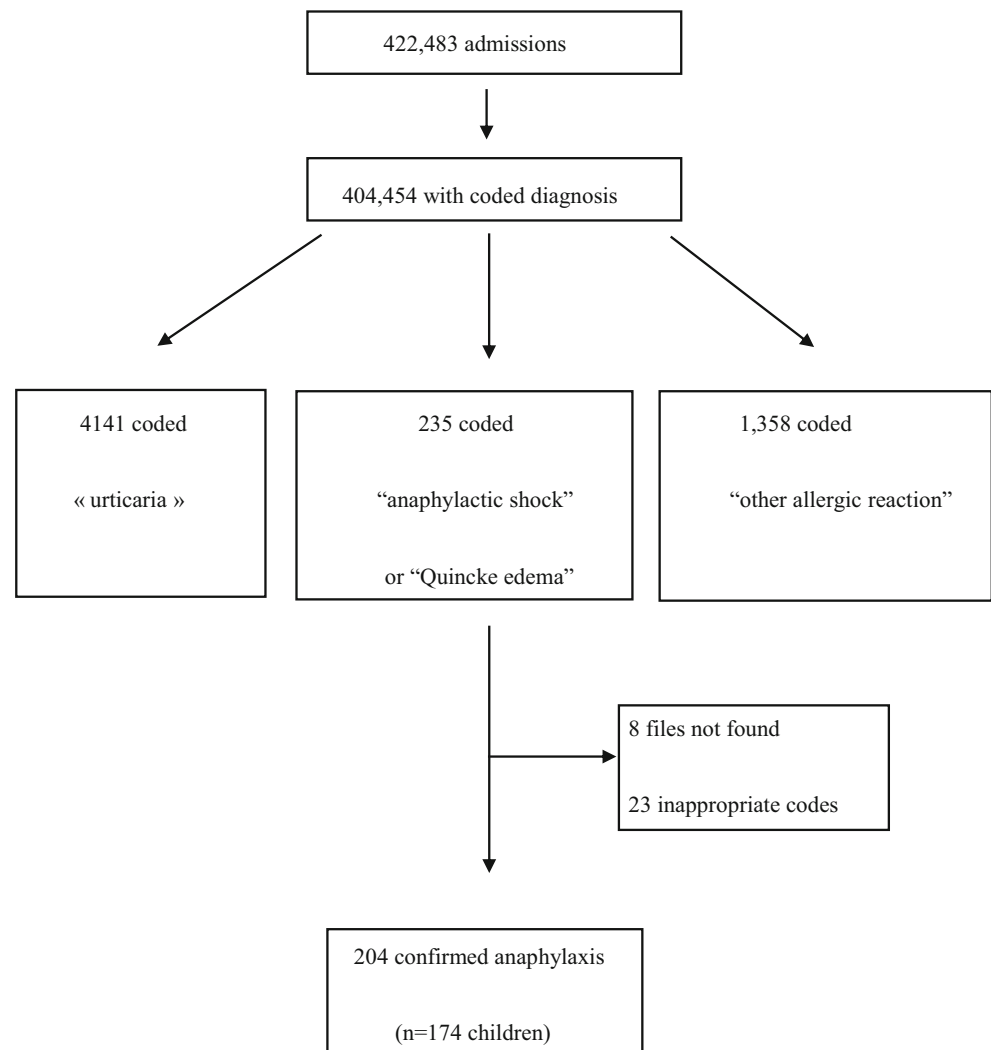 422,483 admissions
404,454 with coded diagnosis
4141 coded
« urticaria »
235 coded
“anaphylactic shock”
or “Quincke edema”
1,358 coded
“other allergic reaction”
8 files not found
23 inappropriate codes
204 confirmed anaphylaxis
(n=174 children)